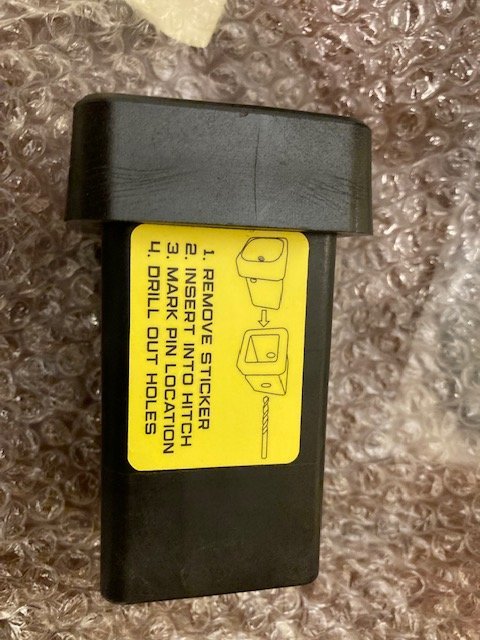 1. REMOVE STICKER
2. INSERT INTO HITCH
3. MARK PIN LOCATION
4. DRILL OUT HOLES